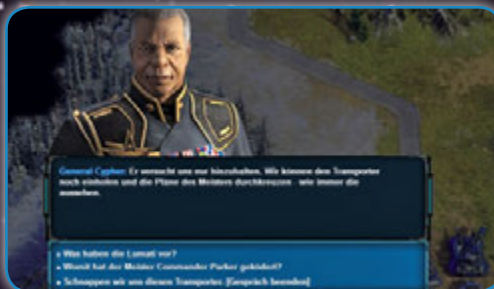 General Cypher: Er versucht uns nur hinzuhalten. Wir können den Transporter
noch einholen und die Pläne des Meisters durchkreuzen - wie immer die
aussehen.
Was haben die Lumati vor?
Womit hat der Meister Commander Parker geködert?
Schnappen wir uns diesen Transporter. [Gespräch beenden]